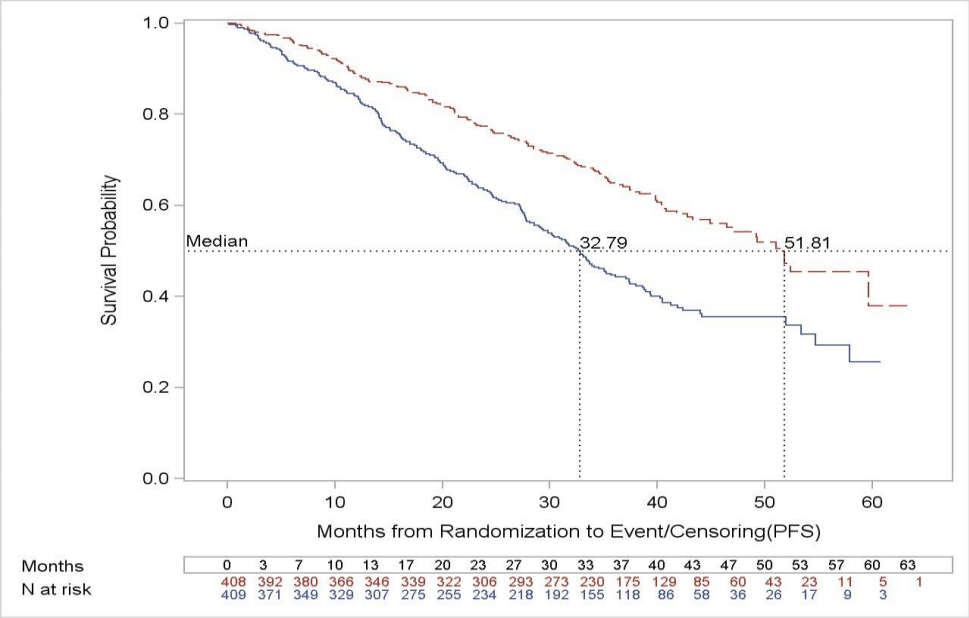 1.0
0.8
0.6
0.4
0.2
0.0
Survival Probability
Median
32.79
51.81
0 10 20 30 40 50 60
Months from Randomization to Event/Censoring(PFS)
Months 0 3 7 10 13 17 20 23 27 30 33 37 40 43 47 50 53 57 60 63
N at risk
408 392 380 366 346 339 322 306 293 273 230 175 129 85 60 43 23 11 5 1
409 371 349 329 307 275 255 234 218 192 155 118 86 58 36 26 17 9 3